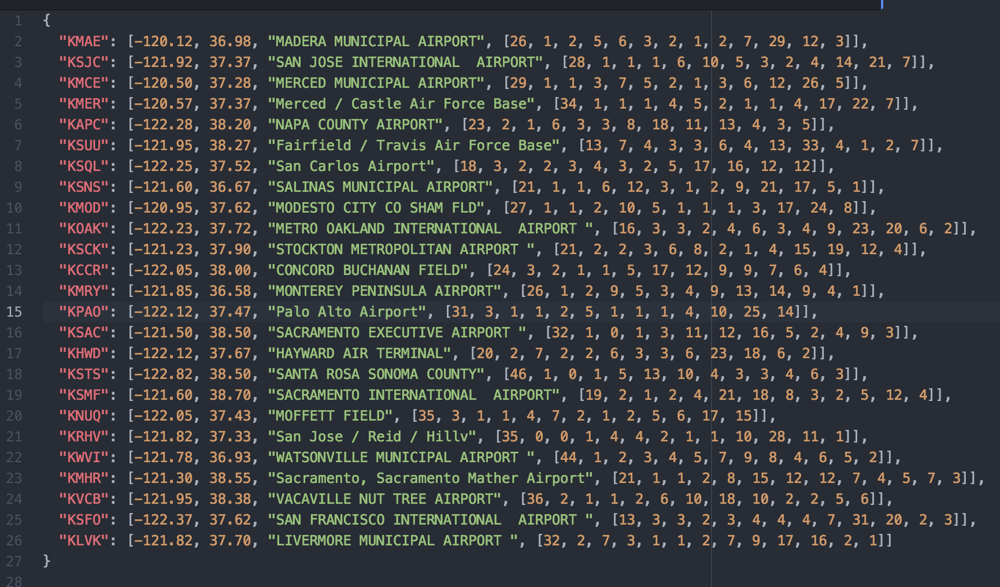 1 {
2 "KMAE": [-120.12, 36.98, "MADERA MUNICIPAL AIRPORT", [26, 1, 2, 5, 6, 3, 2, 1, 2, 7, 29, 12, 3]],
3 "KSJC": [-121.92, 37.37, "SAN JOSE INTERNATIONAL  AIRPORT", [28, 1, 1, 1, 6, 10, 5, 3, 2, 4, 14, 21, 7]],
4 "KMCE": [-120.50, 37.28, "MERCED MUNICIPAL AIRPORT", [29, 1, 1, 3, 7, 5, 2, 1, 3, 6, 12, 26, 5]],
5 "KMER": [-120.57, 37.37, "Merced / Castle Air Force Base", [34, 1, 1, 1, 4, 5, 2, 1, 1, 4, 17, 22, 7]],
6 "KAPC": [-122.28, 38.20, "NAPA COUNTY AIRPORT", [23, 2, 1, 6, 3, 3, 8, 18, 11, 13, 4, 3, 5]],
7 "KSUU": [-121.95, 38.27, "Fairfield / Travis Air Force Base", [13, 7, 4, 3, 3, 6, 4, 13, 33, 4, 1, 2, 7]],
8 "KSQL": [-122.25, 37.52, "San Carlos Airport", [18, 3, 2, 2, 3, 4, 3, 2, 5, 17, 16, 12, 12]],
9 "KSNS": [-121.60, 36.67, "SALINAS MUNICIPAL AIRPORT", [21, 1, 1, 6, 12, 3, 1, 2, 9, 21, 17, 5, 1]],
10 "KMOD": [-120.95, 37.62, "MODESTO CITY CO SHAM FLD", [27, 1, 1, 2, 10, 5, 1, 1, 1, 3, 17, 24, 8]],
11 "KOAK": [-122.23, 37.72, "METRO OAKLAND INTERNATIONAL  AIRPORT ", [16, 3, 3, 2, 4, 6, 3, 4, 9, 23, 20, 6, 2]],
12 "KSCK": [-121.23, 37.90, "STOCKTON METROPOLITAN AIRPORT ", [21, 2, 2, 3, 6, 8, 2, 1, 4, 15, 19, 12, 4]],
13 "KCCR": [-122.05, 38.00, "CONCORD BUCHANAN FIELD", [24, 3, 2, 1, 1, 5, 17, 12, 9, 9, 7, 6, 4]],
14 "KMRY": [-121.85, 36.58, "MONTEREY PENINSULA AIRPORT", [26, 1, 2, 9, 5, 3, 4, 9, 13, 14, 9, 4, 1]],
15 "KPAO": [-122.12, 37.47, "Palo Alto Airport", [31, 3, 1, 1, 2, 5, 1, 1, 1, 4, 10, 25, 14]],
16 "KSAC": [-121.50, 38.50, "SACRAMENTO EXECUTIVE AIRPORT ", [32, 1, 0, 1, 3, 11, 12, 16, 5, 2, 4, 9, 3]],
17 "KHWD": [-122.12, 37.67, "HAYWARD AIR TERMINAL", [20, 2, 7, 2, 2, 6, 3, 3, 6, 23, 18, 6, 2]],
18 "KSTS": [-122.82, 38.50, "SANTA ROSA SONOMA COUNTY", [46, 1, 0, 1, 5, 13, 10, 4, 3, 3, 4, 6, 3]],
19 "KSMF": [-121.60, 38.70, "SACRAMENTO INTERNATIONAL  AIRPORT", [19, 2, 1, 2, 4, 21, 18, 8, 3, 2, 5, 12, 4]],
20 "KNUQ": [-122.05, 37.43, "MOFFETT FIELD", [35, 3, 1, 1, 4, 7, 2, 1, 2, 5, 6, 17, 15]],
21 "KRHV": [-121.82, 37.33, "San Jose / Reid / Hillv", [35, 0, 0, 1, 4, 4, 2, 1, 1, 10, 28, 11, 1]],
22 "KWVI": [-121.78, 36.93, "WATSONVILLE MUNICIPAL AIRPORT ", [44, 1, 2, 3, 4, 5, 7, 9, 8, 4, 6, 5, 2]],
23 "KMHR": [-121.30, 38.55, "Sacramento, Sacramento Mather Airport", [21, 1, 1, 2, 8, 15, 12, 12, 7, 4, 5, 7, 3]],
24 "KVCB": [-121.95, 38.38, "VACAVILLE NUT TREE AIRPORT", [36, 2, 1, 1, 2, 6, 10, 18, 10, 2, 2, 5, 6]],
25 "KSFO": [-122.37, 37.62, "SAN FRANCISCO INTERNATIONAL  AIRPORT ", [13, 3, 3, 2, 3, 4, 4, 4, 7, 31, 20, 2, 3]],
26 "KLVK": [-121.82, 37.70, "LIVERMORE MUNICIPAL AIRPORT ", [32, 2, 7, 3, 1, 1, 2, 7, 9, 17, 16, 2, 1]]
27 }
28